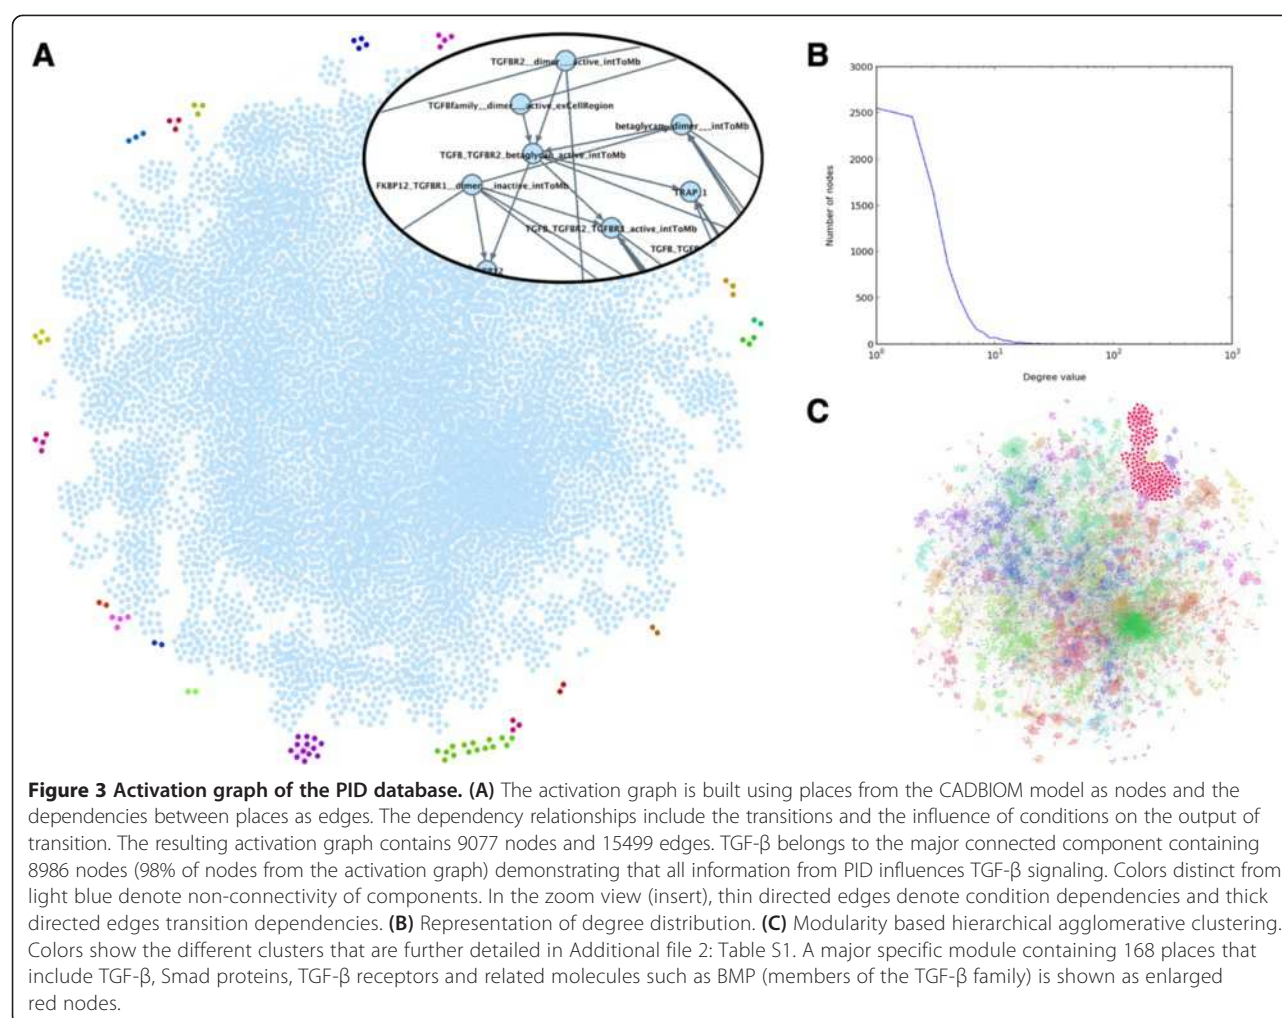 A
TGFBR2__dimer___active_intToMb
TGFBfamily__dimer___active_exCellRegion
betaglycan__dimer___intToMb
TGFB_TGFBR2_betaglycan_active_intToMb
FKBP12_TGFBR1__dimer___inactive_intToMb
TRAP_1
TGFB_TGFBR2_TGFBR1_active_intToMb
B
3000
2500
2000
1500
1000
500
0
Number of nodes
10⁰ 10¹ 10² 10³
Degree value
C
Figure 3 Activation graph of the PID database. (A) The activation graph is built using places from the CADBIOM model as nodes and the
dependencies between places as edges. The dependency relationships include the transitions and the influence of conditions on the output of
transition. The resulting activation graph contains 9077 nodes and 15499 edges. TGF-β belongs to the major connected component containing
8986 nodes (98% of nodes from the activation graph) demonstrating that all information from PID influences TGF-β signaling. Colors distinct from
light blue denote non-connectivity of components. In the zoom view (insert), thin directed edges denote condition dependencies and thick
directed edges transition dependencies. (B) Representation of degree distribution. (C) Modularity based hierarchical agglomerative clustering.
Colors show the different clusters that are further detailed in Additional file 2: Table S1. A major specific module containing 168 places that
include TGF-β, Smad proteins, TGF-β receptors and related molecules such as BMP (members of the TGF-β family) is shown as enlarged
red nodes.